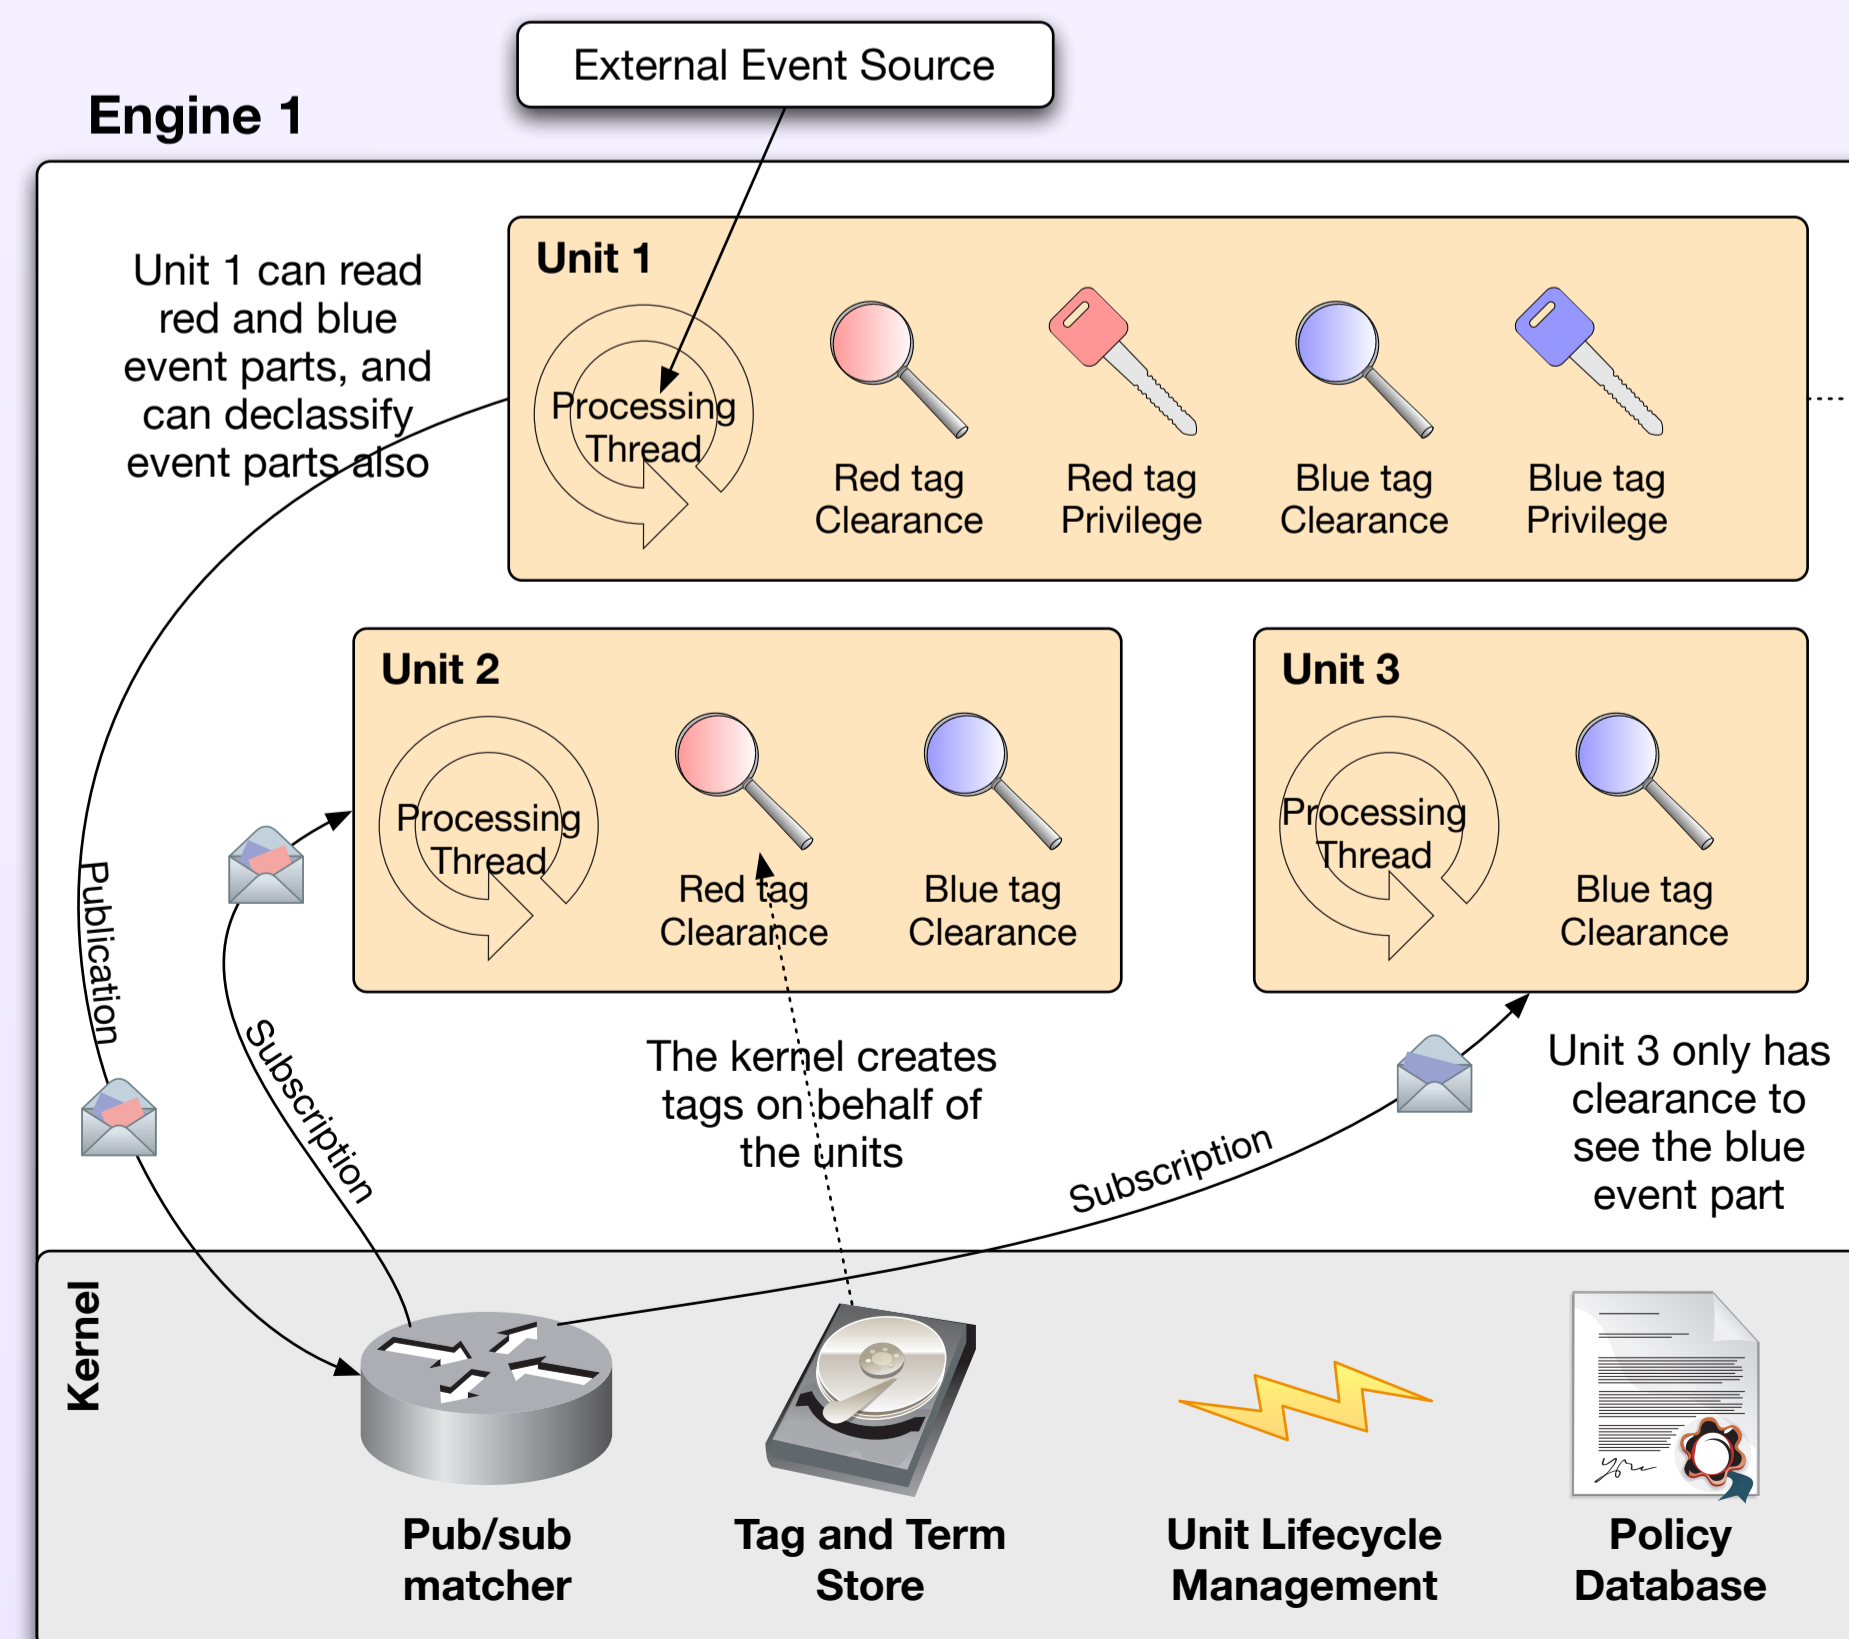 External Event Source
Engine 1
Unit 1 can read
red and blue
event parts, and
can declassify
event parts also
Unit 1
Processing
Thread
Red tag
Clearance
Red tag
Privilege
Blue tag
Clearance
Blue tag
Privilege
Unit 2
Processing
Thread
Red tag
Clearance
Blue tag
Clearance
Unit 3
Processing
Thread
Blue tag
Clearance
Publication
Subscription
The kernel creates
tags on behalf of
the units
Subscription
Unit 3 only has
clearance to
see the blue
event part
Kernel
Pub/sub
matcher
Tag and Term
Store
Unit Lifecycle
Management
Policy
Database